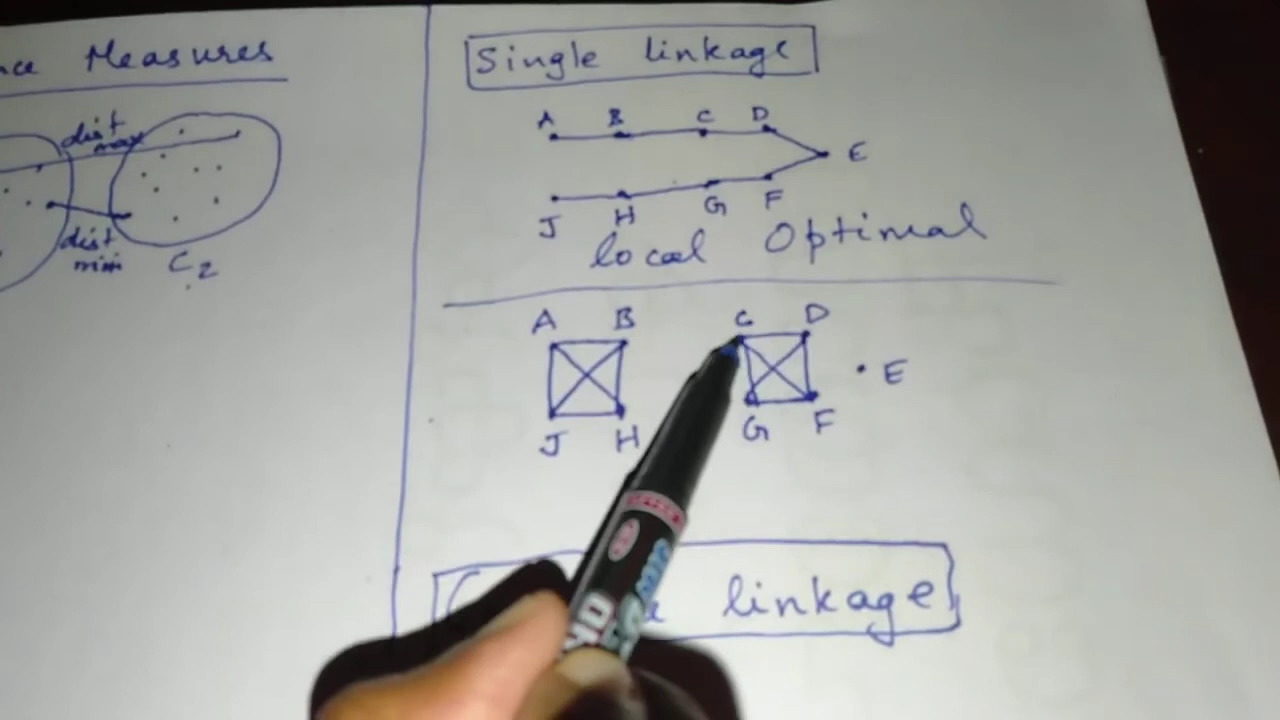 Measures
dist
max
dist
min
C2
Single linkage
A B C D
E
J H G F
local Optimal
A B C D
E
J H G F
linkage